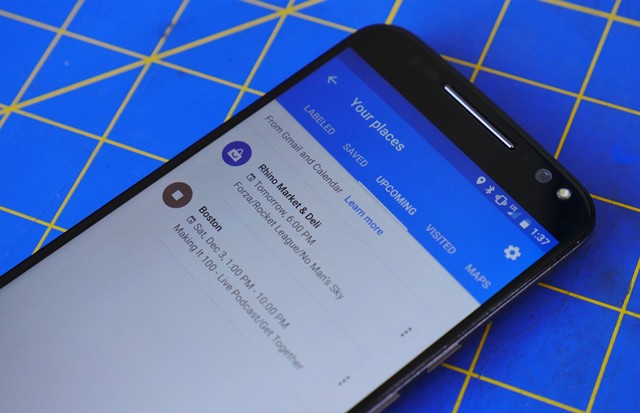 1:37
Your places
LABELED SAVED UPCOMING VISITED MAPS
From Gmail and Calendar Learn more
Rhino Market & Deli
Tomorrow, 6:00 PM
Forza/Rocket League/No Man's Sky
Boston
Sat, Dec 3, 1:00 PM - 10:00 PM
Making It 100 - Live Podcast/Get Together